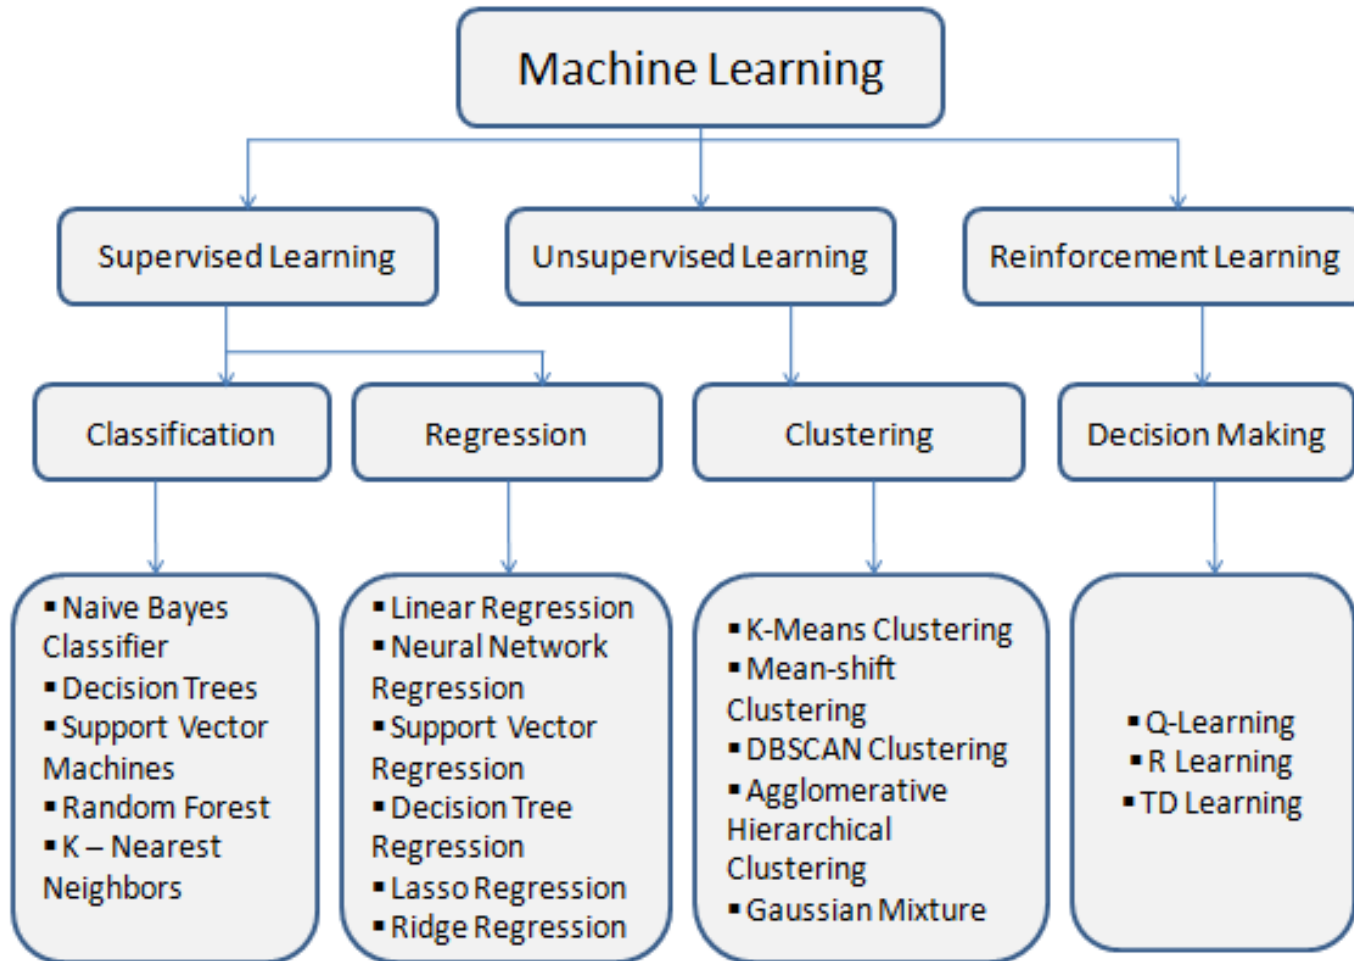 Machine Learning
Supervised Learning
Unsupervised Learning
Reinforcement Learning
Classification
Regression
Clustering
Decision Making
▪ Naive Bayes
Classifier
▪ Decision Trees
▪ Support Vector
Machines
▪ Random Forest
▪ K – Nearest
Neighbors
▪ Linear Regression
▪ Neural Network
Regression
▪ Support Vector
Regression
▪ Decision Tree
Regression
▪ Lasso Regression
▪ Ridge Regression
▪ K-Means Clustering
▪ Mean-shift
Clustering
▪ DBSCAN Clustering
▪ Agglomerative
Hierarchical
Clustering
▪ Gaussian Mixture
▪ Q-Learning
▪ R Learning
▪ TD Learning